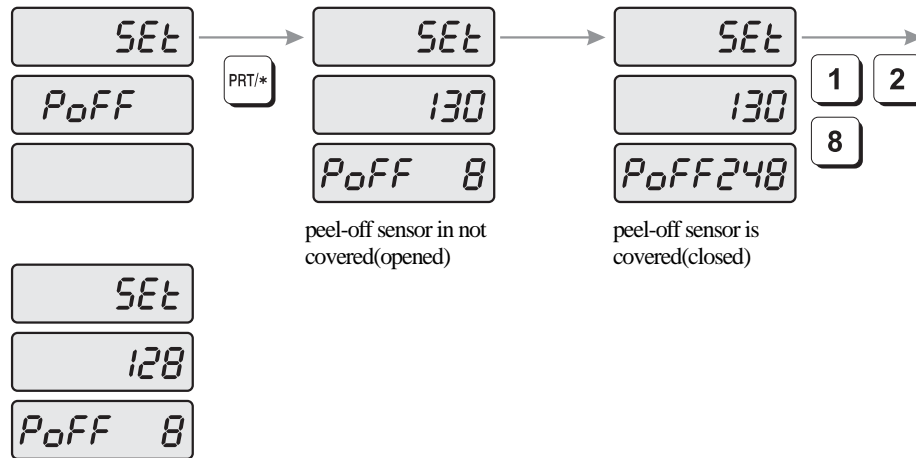 SEt
PoFF
PRT/*
SEt
130
PoFF 8
peel-off sensor in not
covered(opened)
SEt
130
PoFF248
peel-off sensor is
covered(closed)
1 2
8
SEt
128
PoFF 8